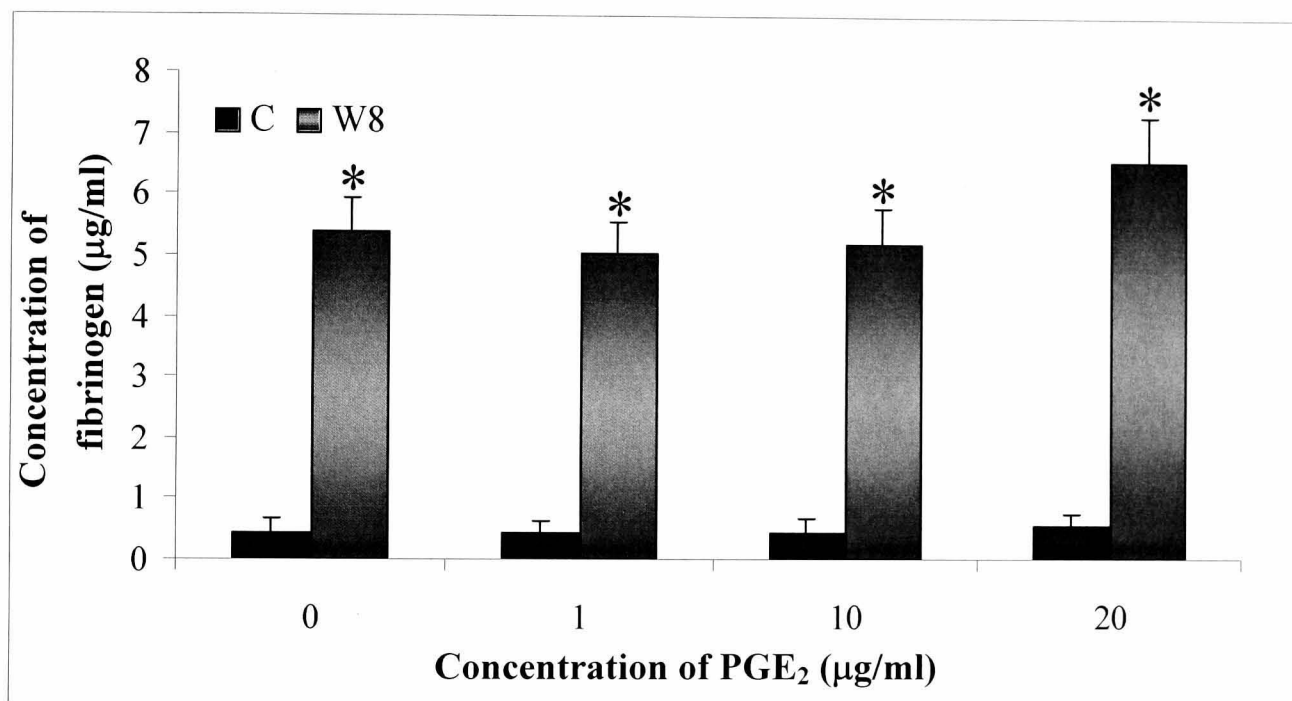 8
7
6
5
4
3
2
1
0
C W8
* * * *
Concentration of
fibrinogen (μg/ml)
0 1 10 20
Concentration of PGE₂ (μg/ml)